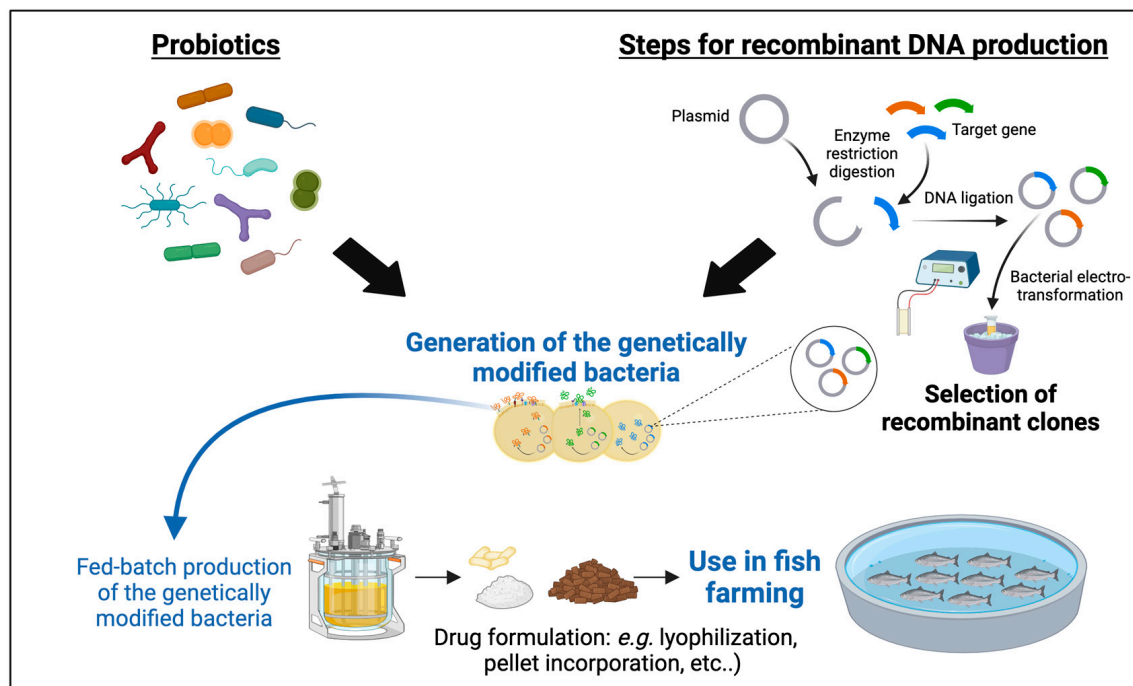 Probiotics
Steps for recombinant DNA production
Plasmid
Target gene
Enzyme
restriction
digestion
DNA ligation
Bacterial electro-
transformation
Selection of
recombinant clones
Generation of the genetically
modified bacteria
Fed-batch production
of the genetically
modified bacteria
Drug formulation: e.g. lyophilization,
pellet incorporation, etc..)
Use in fish
farming